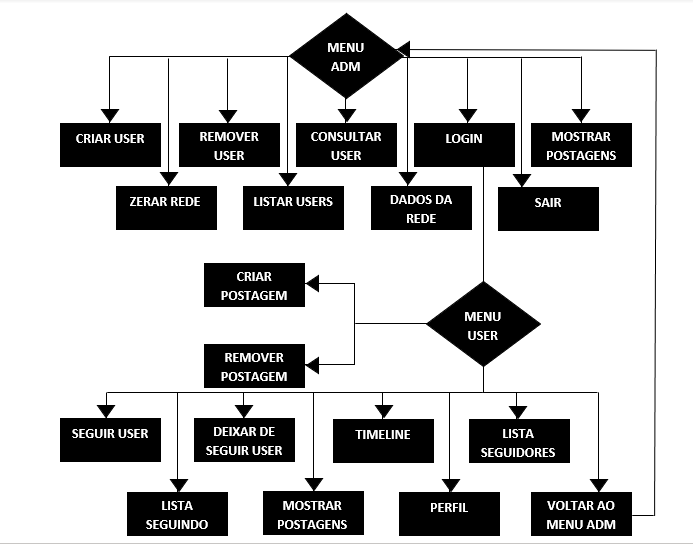 MENU
ADM
CRIAR USER
REMOVER
USER
CONSULTAR
USER
LOGIN
MOSTRAR
POSTAGENS
ZERAR REDE
LISTAR USERS
DADOS DA
REDE
SAIR
CRIAR
POSTAGEM
MENU
USER
REMOVER
POSTAGEM
SEGUIR USER
DEIXAR DE
SEGUIR USER
TIMELINE
LISTA
SEGUIDORES
LISTA
SEGUINDO
MOSTRAR
POSTAGENS
PERFIL
VOLTAR AO
MENU ADM